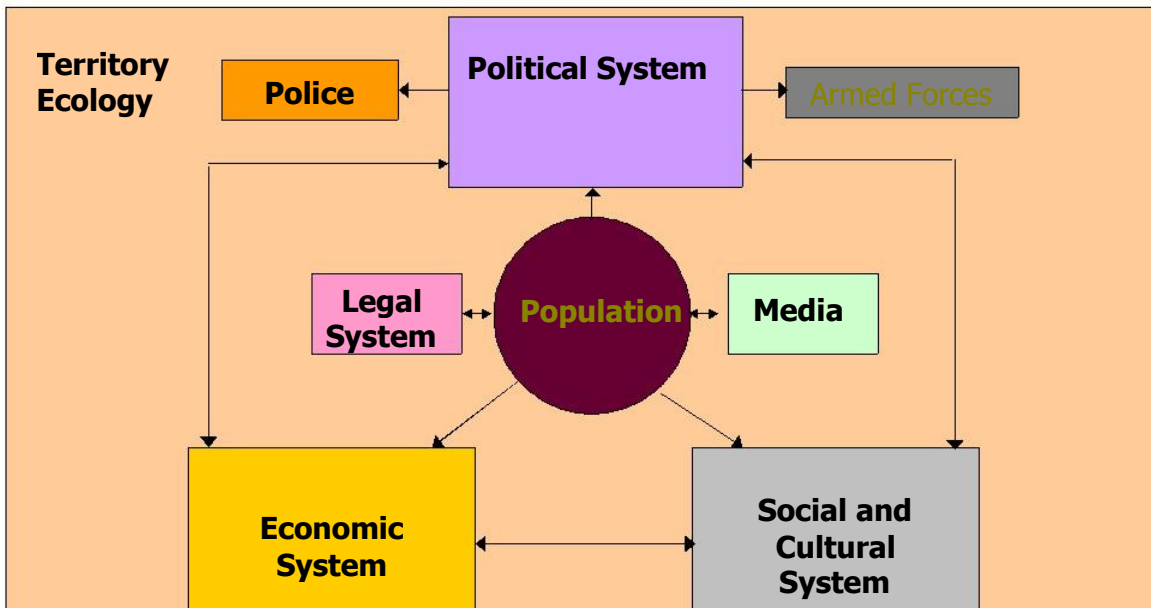 Territory
Ecology
Police
Political System
Armed Forces
Legal
System
Population
Media
Economic
System
Social and
Cultural
System